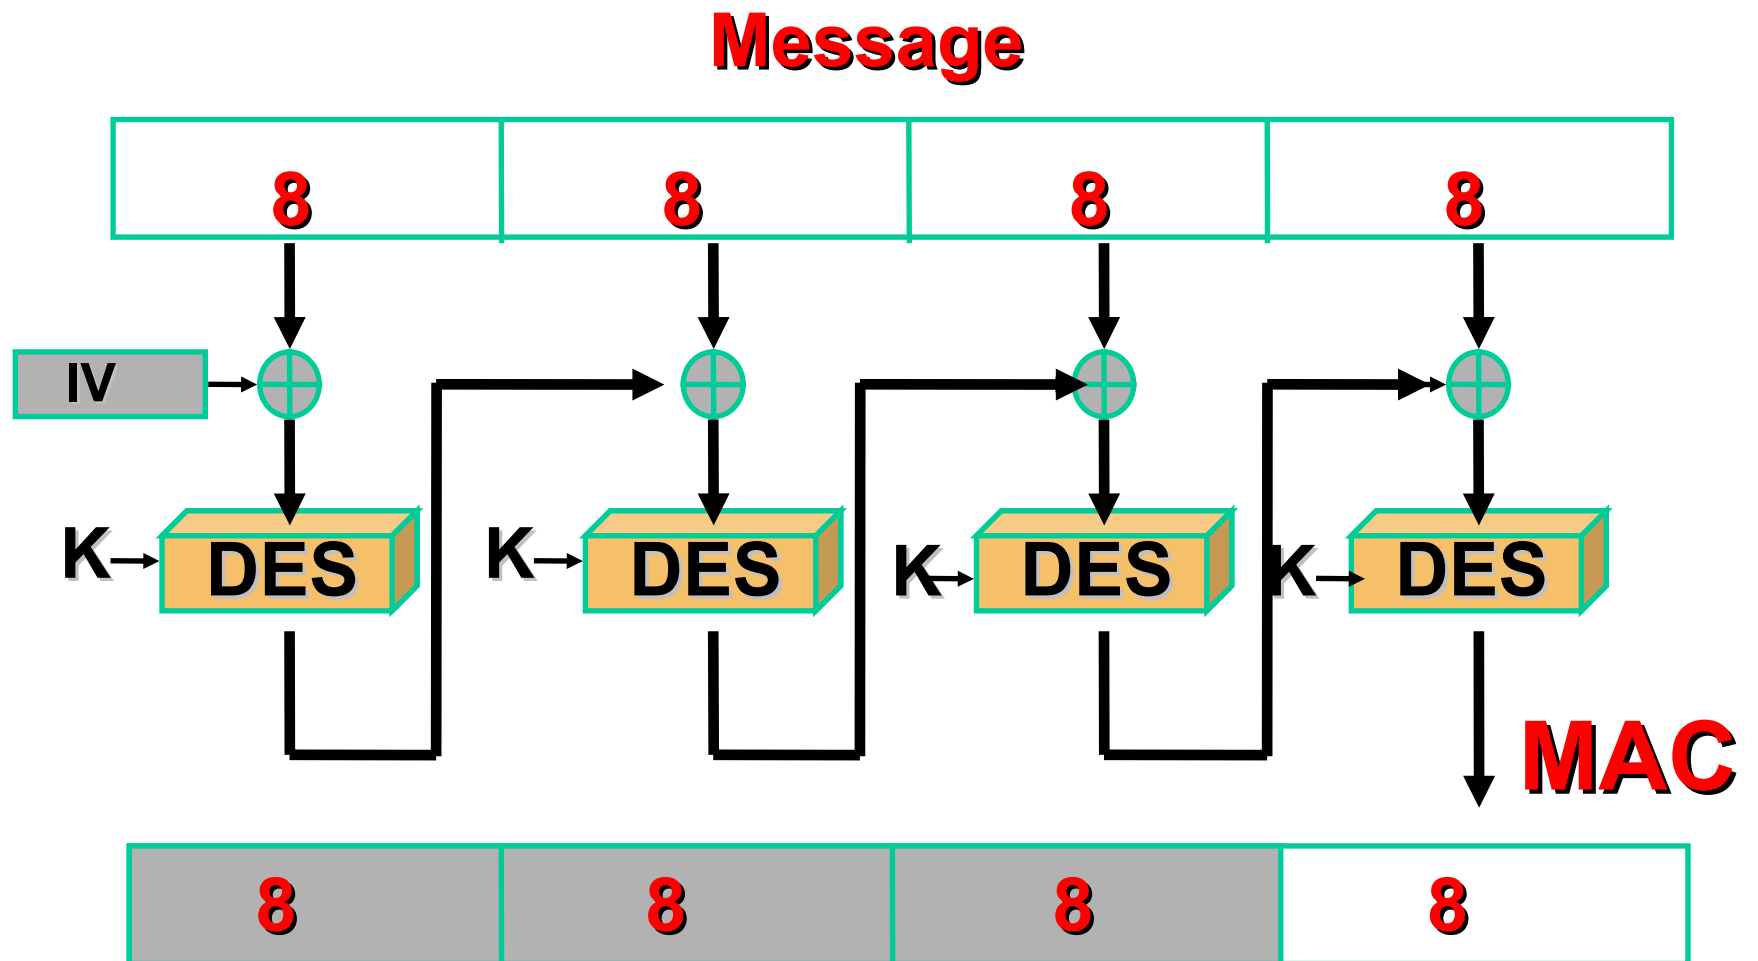 Message
8 8 8 8
IV
K DES K DES K DES K DES
MAC
8 8 8 8